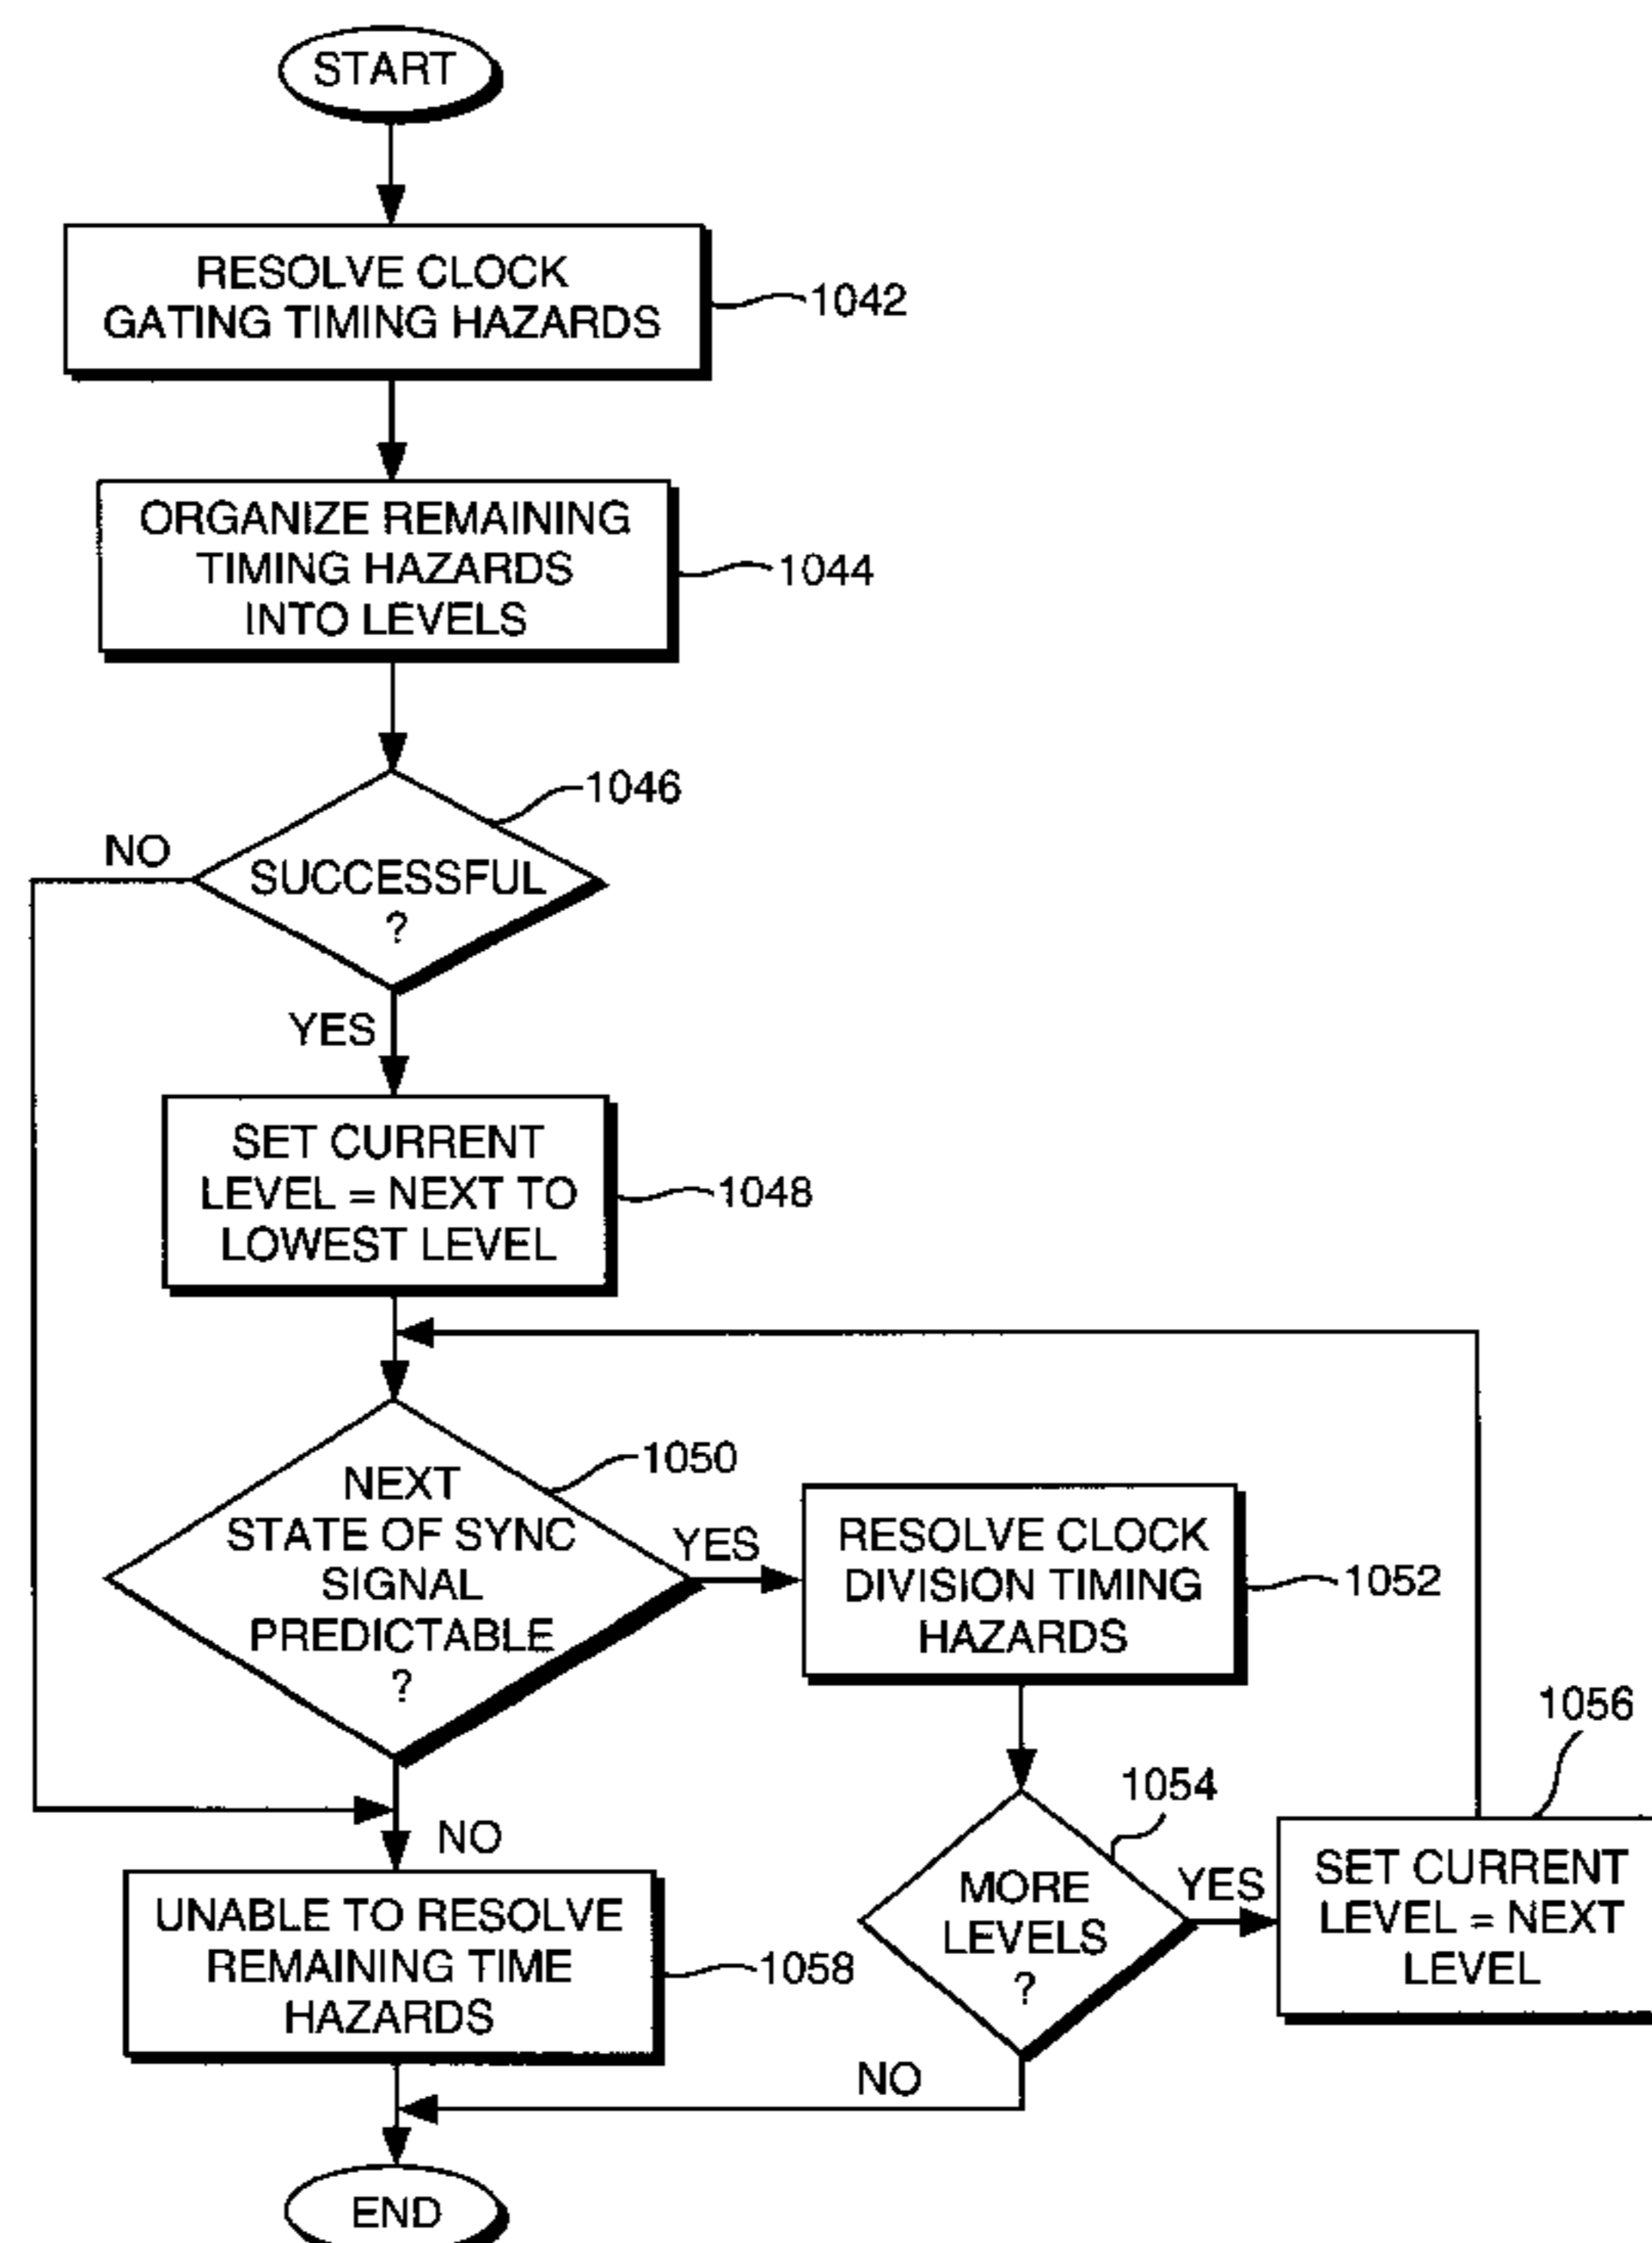 START
RESOLVE CLOCK
GATING TIMING HAZARDS
1042
ORGANIZE REMAINING
TIMING HAZARDS
INTO LEVELS
1044
1046
NO
SUCCESSFUL
?
YES
SET CURRENT
LEVEL = NEXT TO
LOWEST LEVEL
1048
1050
NEXT
STATE OF SYNC
SIGNAL
PREDICTABLE
?
YES
RESOLVE CLOCK
DIVISION TIMING
HAZARDS
1052
1054
MORE
LEVELS
?
YES
1056
SET CURRENT
LEVEL = NEXT
LEVEL
NO
UNABLE TO RESOLVE
REMAINING TIME
HAZARDS
1058
NO
END